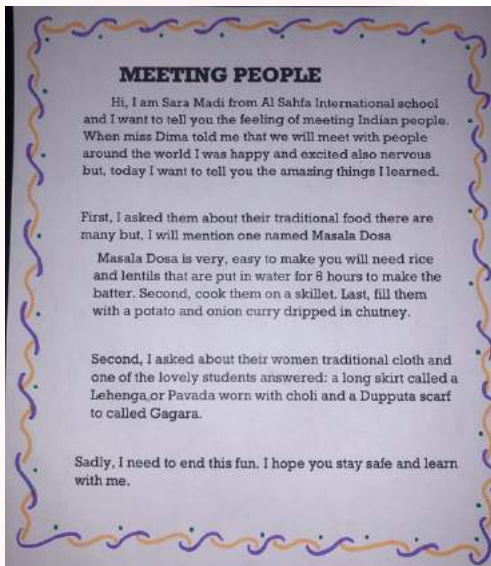 MEETING PEOPLE
Hi, I am Sara Madi from Al Sahfa International school
and I want to tell you the feeling of meeting Indian people.
When miss Dima told me that we will meet with people
around the world I was happy and excited also nervous
but, today I want to tell you the amazing things I learned.
First, I asked them about their traditional food there are
many but, I will mention one named Masala Dosa
Masala Dosa is very, easy to make you will need rice
and lentils that are put in water for 6 hours to make the
batter. Second, cook them on a skillet. Last, fill them
with a potato and onion curry dripped in chutney.
Second, I asked about their women traditional cloth and
one of the lovely students answered: a long skirt called a
Lehenga,or Pavada worn with choli and a Dupputa scarf
to called Gagara.
Sadly, I need to end this fun. I hope you stay safe and learn
with me.